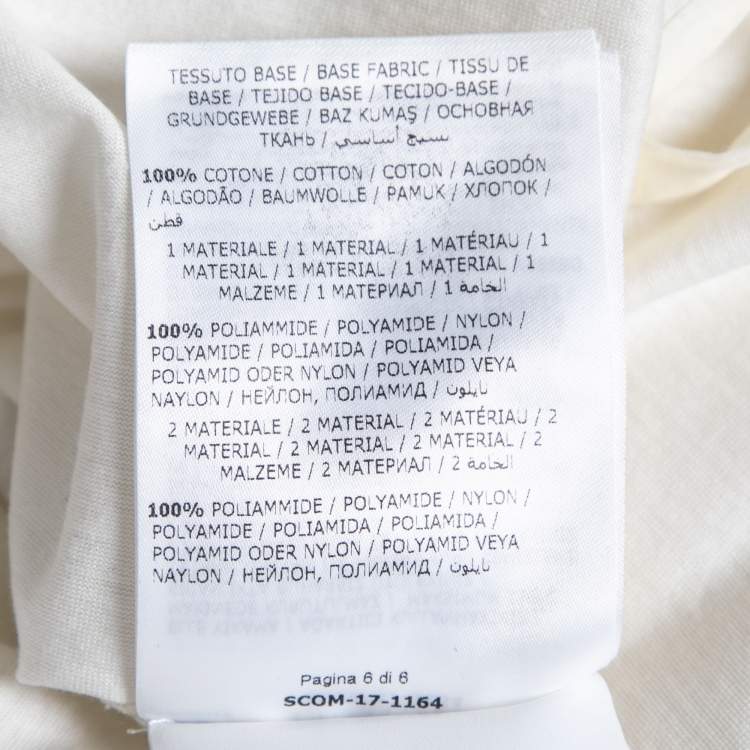 TESSUTO BASE / BASE FABRIC / TISSU DE
BASE / TEJIDO BASE / TECIDO-BASE /
GRUNDGEWEBE / BAZ KUMAŞ / ОСНОВНАЯ
ТКАНЬ / نسيج أساسي
100% COTONE / COTTON / COTON / ALGODÓN
/ ALGODÃO / BAUMWOLLE / PAMUK / ХЛОПОК /
قطن
1 MATERIALE / 1 MATERIAL / 1 MATÉRIAU / 1
MATERIAL / 1 MATERIAL / 1 MATERIAL / 1
MALZEME / 1 МАТЕРИАЛ / 1 الخامة
100% POLIAMMIDE / POLYAMIDE / NYLON /
POLYAMIDE / POLIAMIDA / POLIAMIDA /
POLYAMID ODER NYLON / POLYAMID VEYA
NAYLON / НЕЙЛОН, ПОЛИАМИД / نايلون
2 MATERIALE / 2 MATERIAL / 2 MATÉRIAU / 2
MATERIAL / 2 MATERIAL / 2 MATERIAL / 2
MALZEME / 2 МАТЕРИАЛ / 2 الخامة
100% POLIAMMIDE / POLYAMIDE / NYLON /
POLYAMIDE / POLIAMIDA / POLIAMIDA /
POLYAMID ODER NYLON / POLYAMID VEYA
NAYLON / НЕЙЛОН, ПОЛИАМИД / نايلون
Pagina 6 di 6
SCOM-17-1164